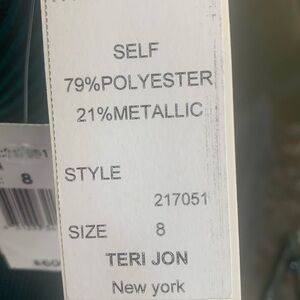 SELF
79%POLYESTER
21%METALLIC
STYLE
217051
SIZE 8
TERI JON
New york
8